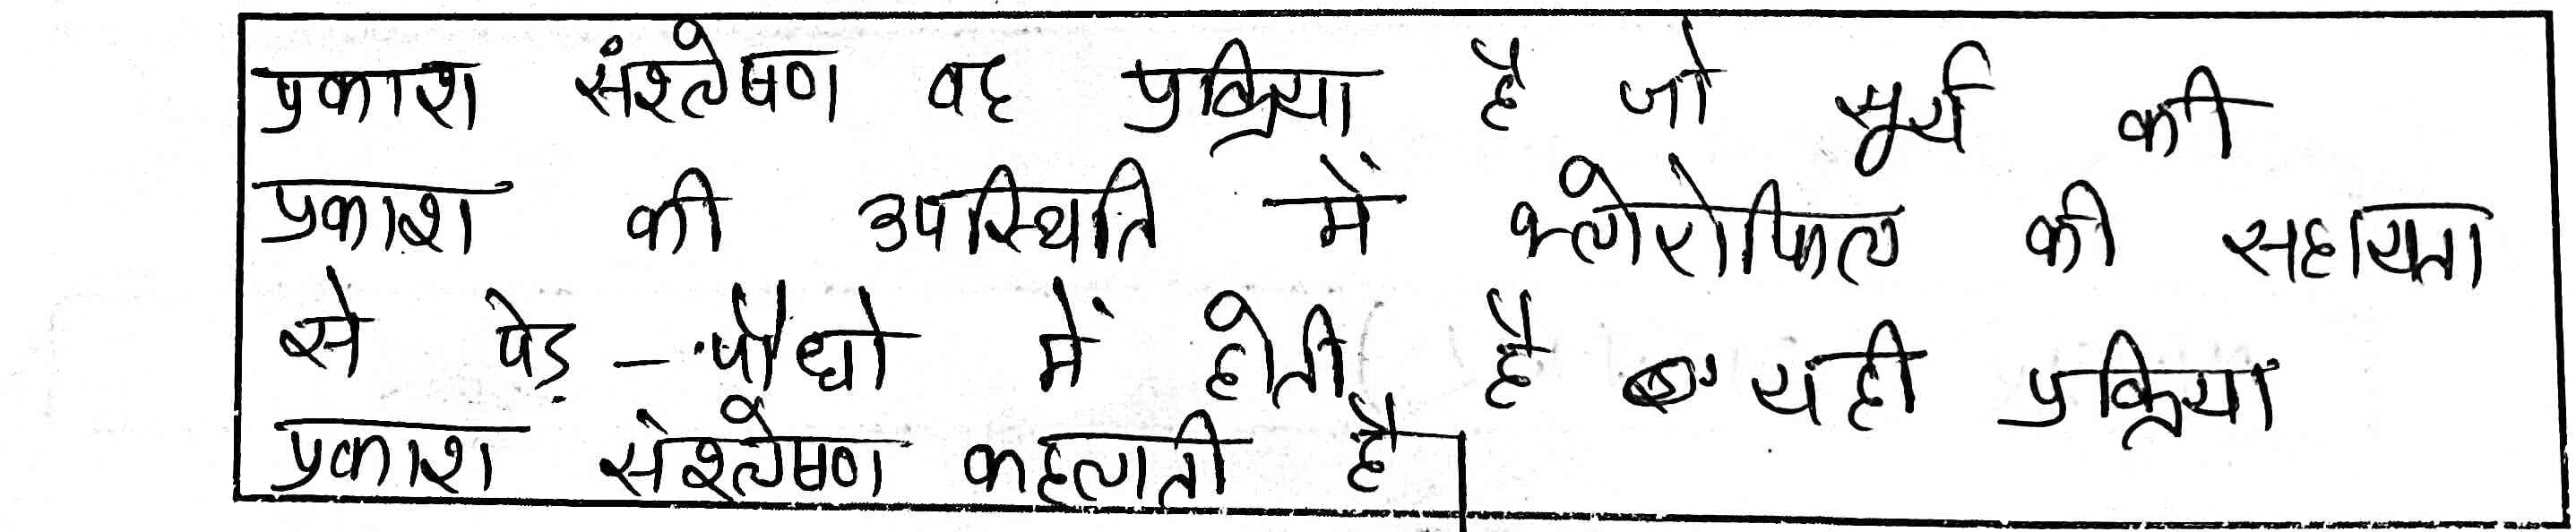 प्रकाश संश्लेषण वह प्रक्रिया है जो सूर्य की
प्रकाश की उपस्थिति में क्लोरोफिल की सहायता
से पेड़ - पौधो में होती है यही प्रक्रिया
प्रकाश संश्लेषण कहलाती है।